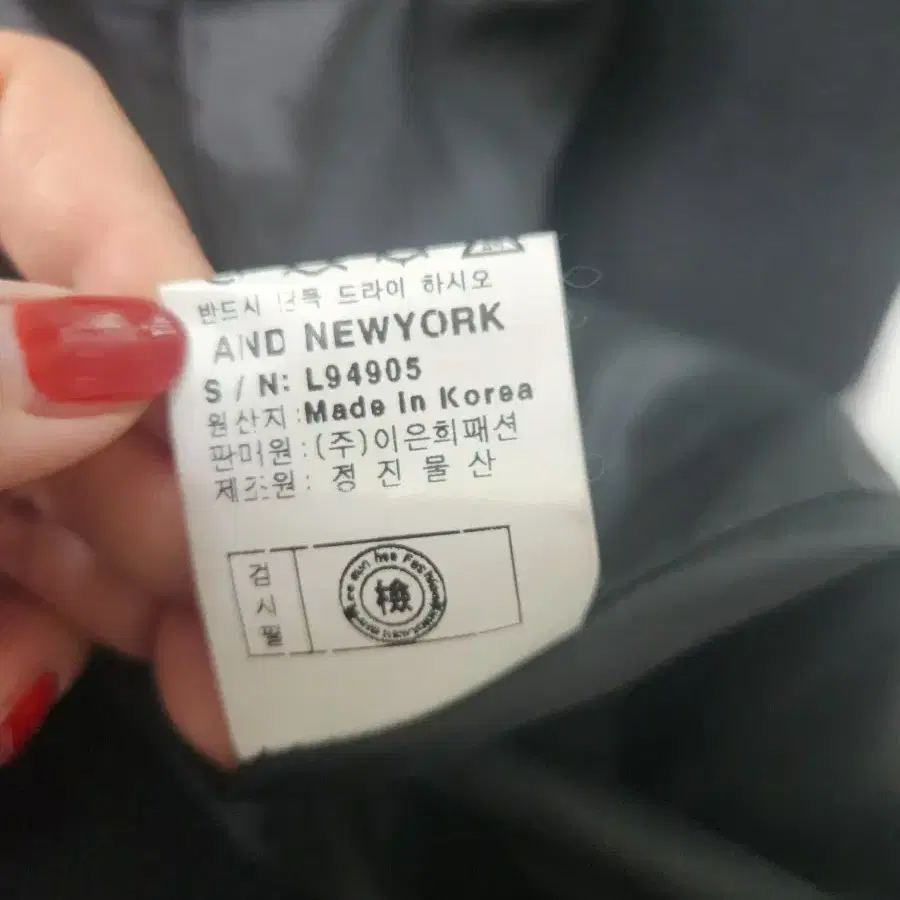 반드시 단독 드라이 하시오
AND NEWYORK
S / N: L94905
원산지 : Made in Korea
판매원 : (주)이은희패션
제조원 : 정 진 물 산
검
사
필
檢